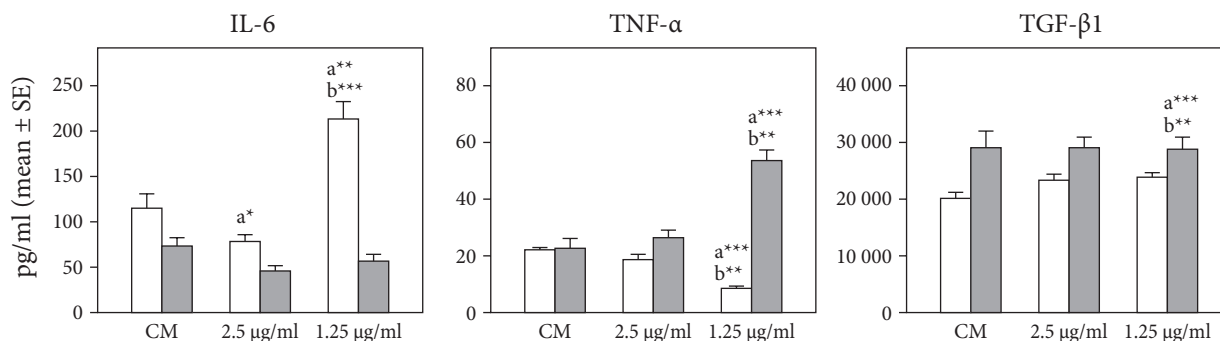 IL-6
TNF-α
TGF-β1
pg/ml (mean ± SE)
250
200
150
100
50
0
a*
a**
b***
CM
2.5 µg/ml
1.25 µg/ml
80
60
40
20
0
a***
b**
a***
b**
CM
2.5 µg/ml
1.25 µg/ml
40 000
30 000
20 000
10 000
0
a***
b**
CM
2.5 µg/ml
1.25 µg/ml